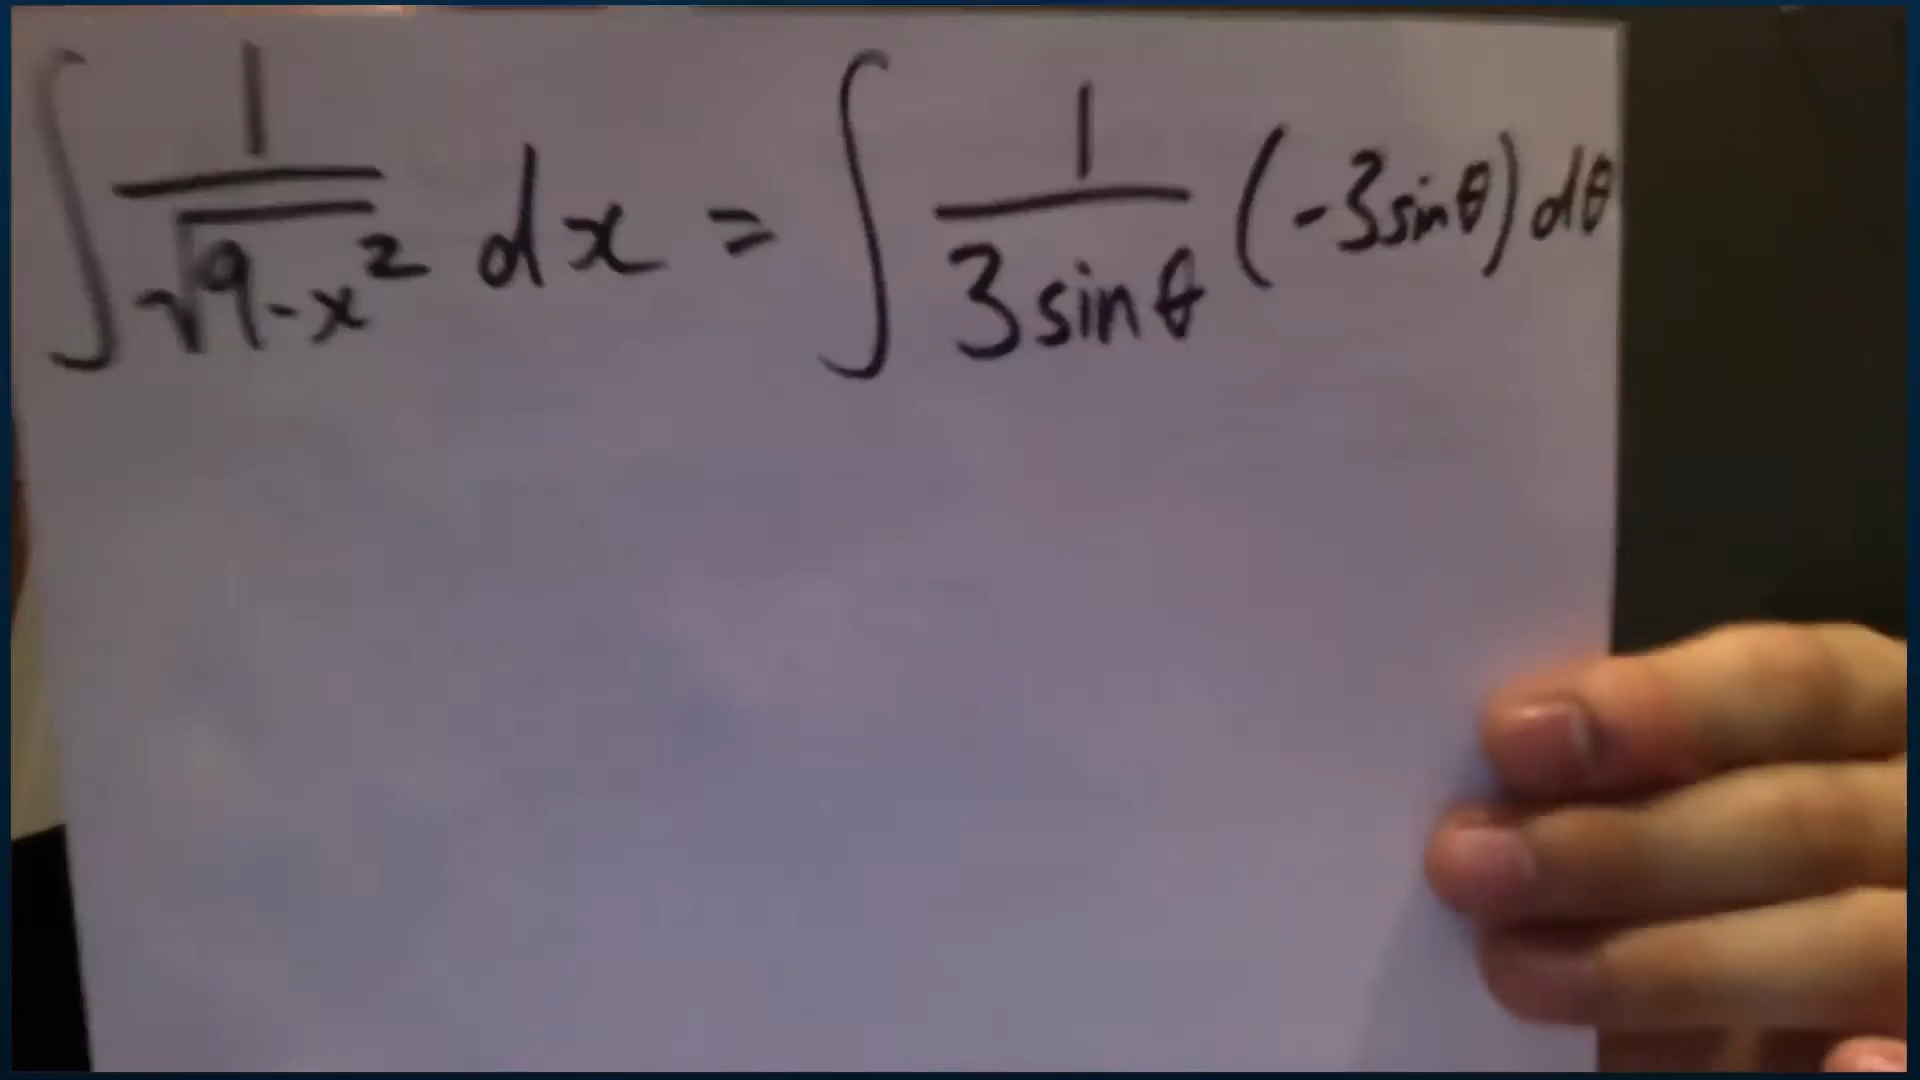 ∫ 1/√(9-x²) dx = ∫ 1/(3sinθ) (-3sinθ) dθ